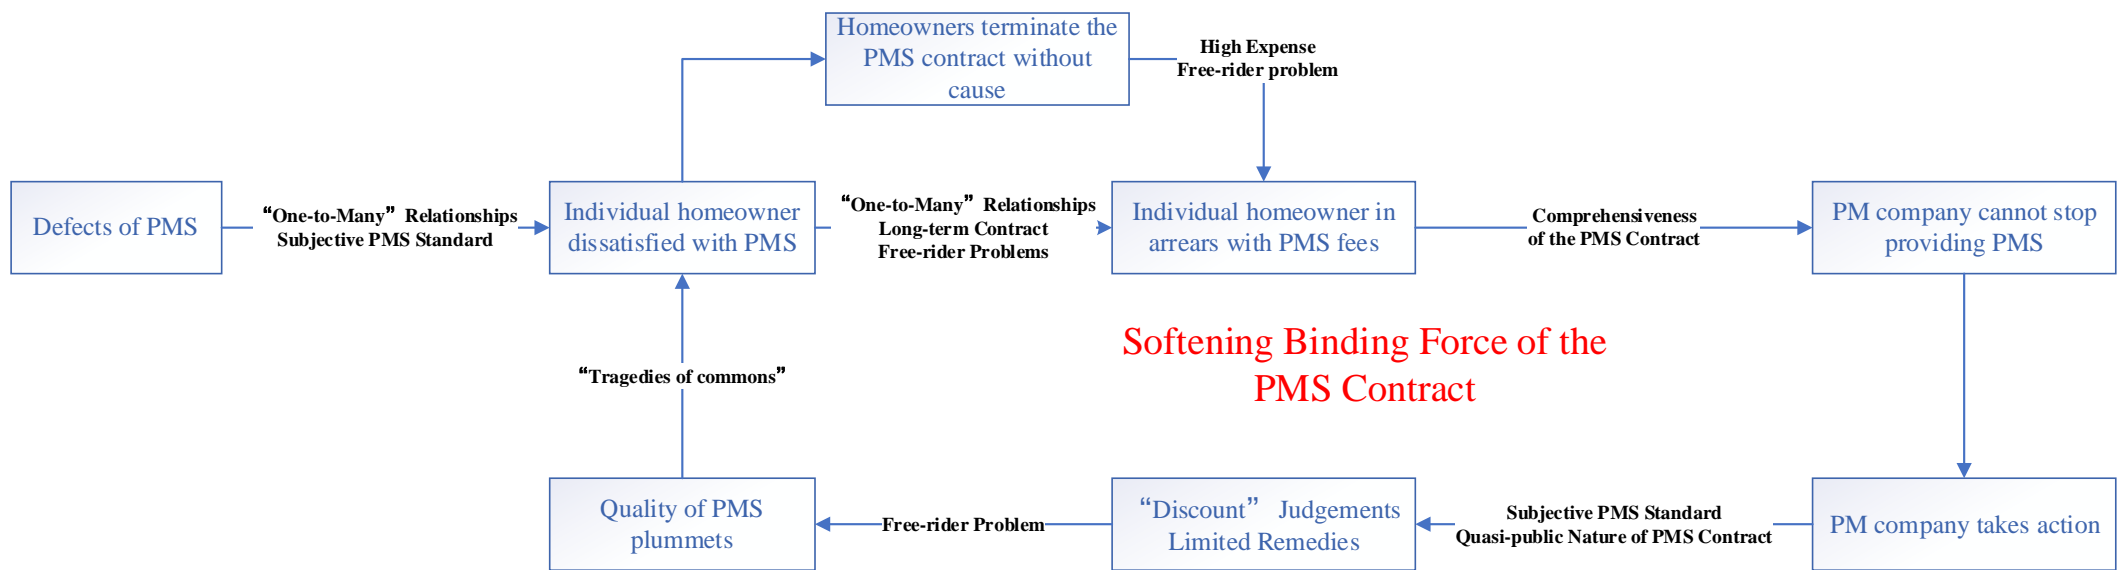 Homeowners terminate the
PMS contract without
cause
High Expense
Free-rider problem
Defects of PMS
“One-to-Many” Relationships
Subjective PMS Standard
Individual homeowner
dissatisfied with PMS
“One-to-Many” Relationships
Long-term Contract
Free-rider Problems
Individual homeowner in
arrears with PMS fees
Comprehensiveness
of the PMS Contract
PM company cannot stop
providing PMS
Softening Binding Force of the
PMS Contract
“Tragedies of commons”
Quality of PMS
plummets
Free-rider Problem
“Discount” Judgements
Limited Remedies
Subjective PMS Standard
Quasi-public Nature of PMS Contract
PM company takes action